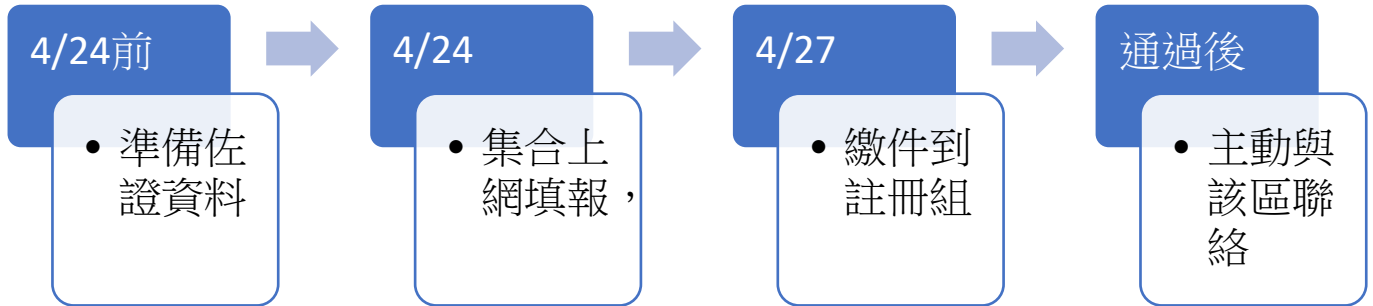 4/24前
• 準備佐
證資料
4/24
• 集合上
網填報，
4/27
• 繳件到
註冊組
通過後
• 主動與
該區聯
絡